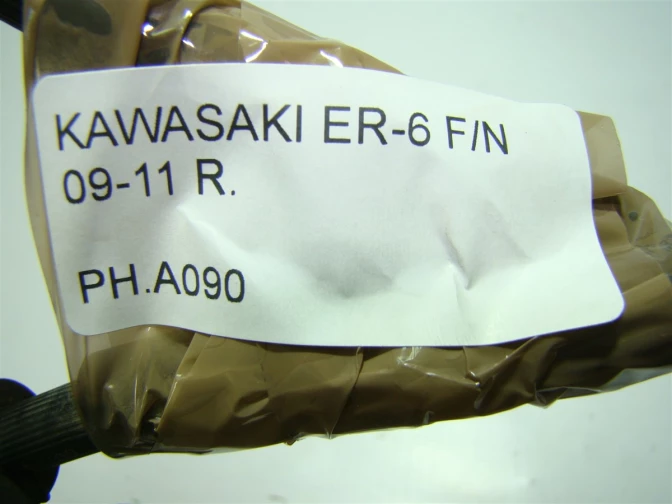 KAWASAKI ER-6 F/N
09-11 R.
PH.A090